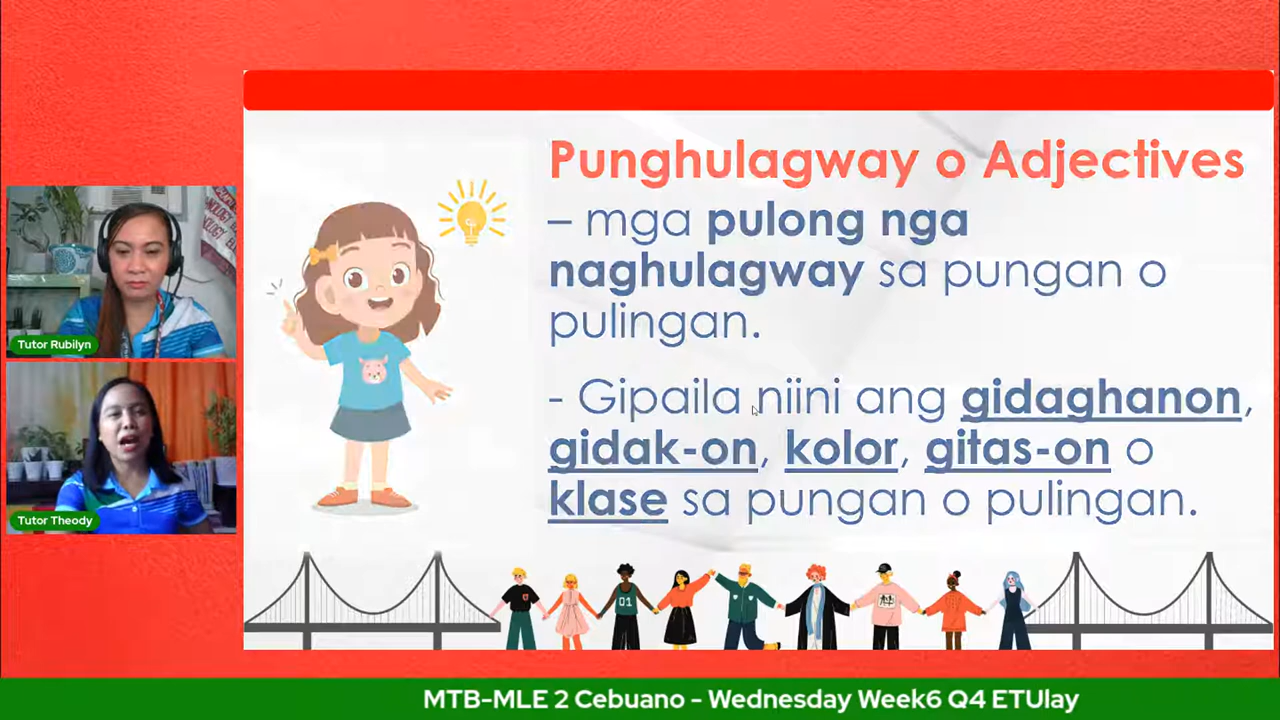 Punghulagway o Adjectives
– mga pulong nga
naghulagway sa pungan o
pulingan.
- Gipaila niini ang gidaghanon,
gidak-on, kolor, gitas-on o
klase sa pungan o pulingan.
Tutor Rubilyn
Tutor Theody
01
MTB-MLE 2 Cebuano - Wednesday Week6 Q4 ETUlay